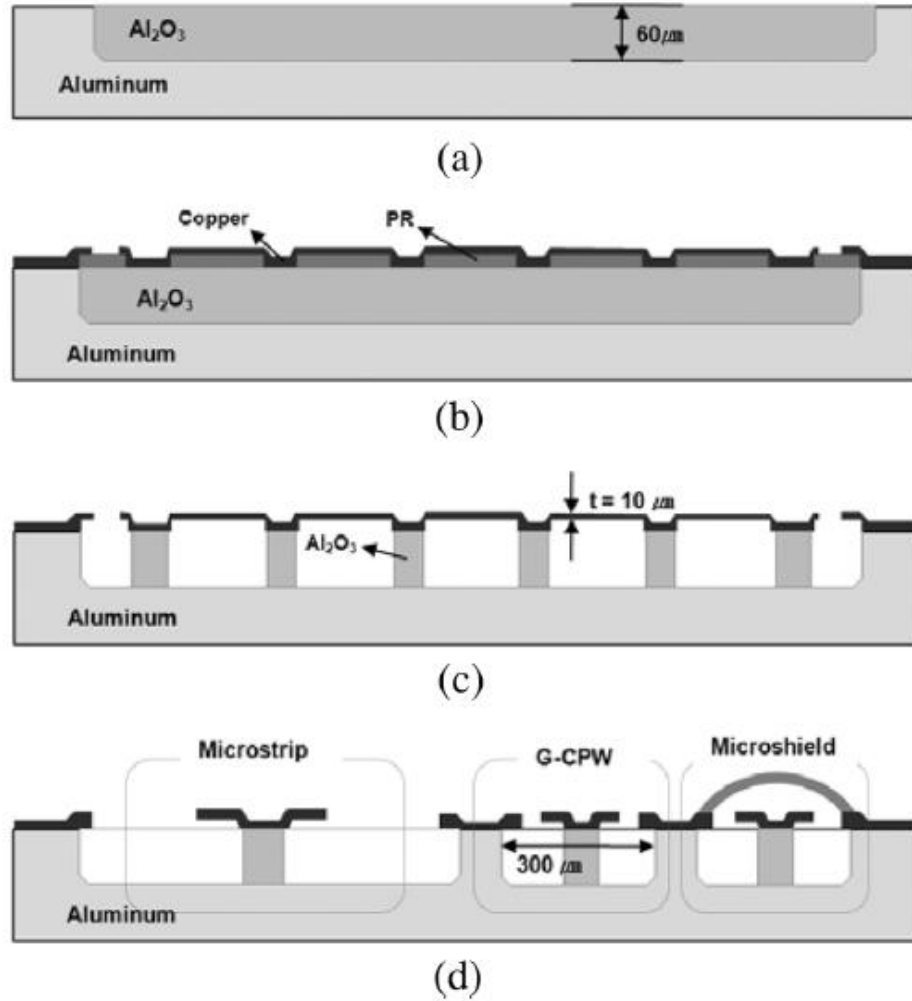 Al₂O₃
60㎛
Aluminum
(a)
Copper
PR
Al₂O₃
Aluminum
(b)
t = 10 ㎛
Al₂O₃
Aluminum
(c)
Microstrip
G-CPW
Microshield
300 ㎛
Aluminum
(d)